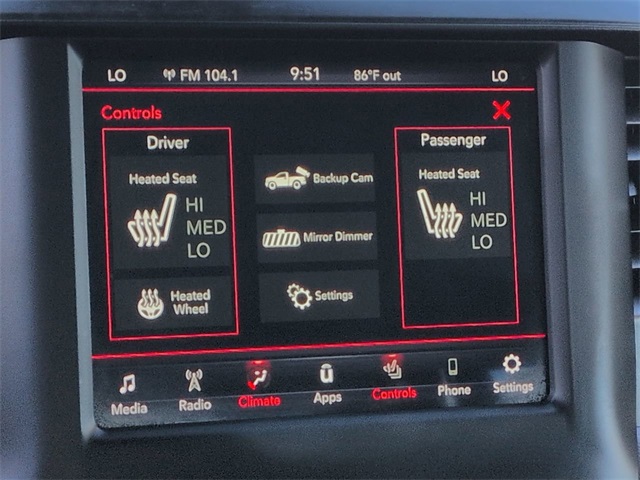 LO FM 104.1 9:51 86°F out LO
Controls
Driver
Heated Seat
HI
MED
LO
Heated
Wheel
Backup Cam
Mirror Dimmer
Settings
Passenger
Heated Seat
HI
MED
LO
Media Radio Climate Apps Controls Phone Settings